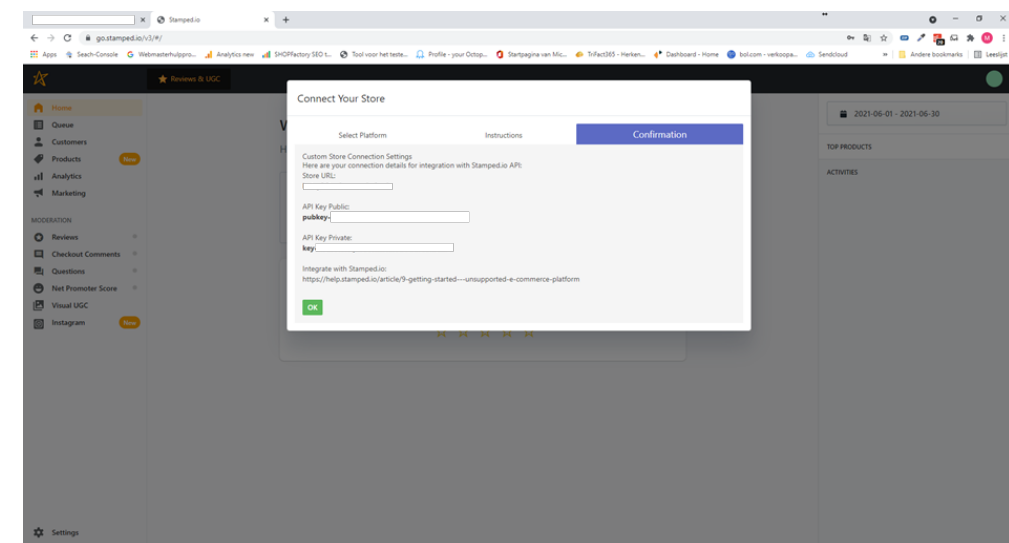 Stamped.io
go.stamped.io/v3/#/
Apps Seach-Console Webmasterhulppro... Analytics new SHOPFactory SEO t... Tool voor het teste... Profile - your Octop... Startpagina van Mic... TriFact365 - Herken... Dashboard - Home bol.com - verkoopa... Sendcloud » Andere bookmarks Leeslijst
Reviews & UGC
Home
Queue
Customers
Products New
Analytics
Marketing
MODERATION
Reviews
Checkout Comments
Questions
Net Promoter Score
Visual UGC
Instagram New
Settings
Connect Your Store
Select Platform Instructions Confirmation
Custom Store Connection Settings
Here are your connection details for integration with Stamped.io API:
Store URL:
API Key Public:
pubkey-
API Key Private:
key
Integrate with Stamped.io:
https://help.stamped.io/article/9-getting-started---unsupported-e-commerce-platform
OK
2021-06-01 - 2021-06-30
TOP PRODUCTS
ACTIVITIES